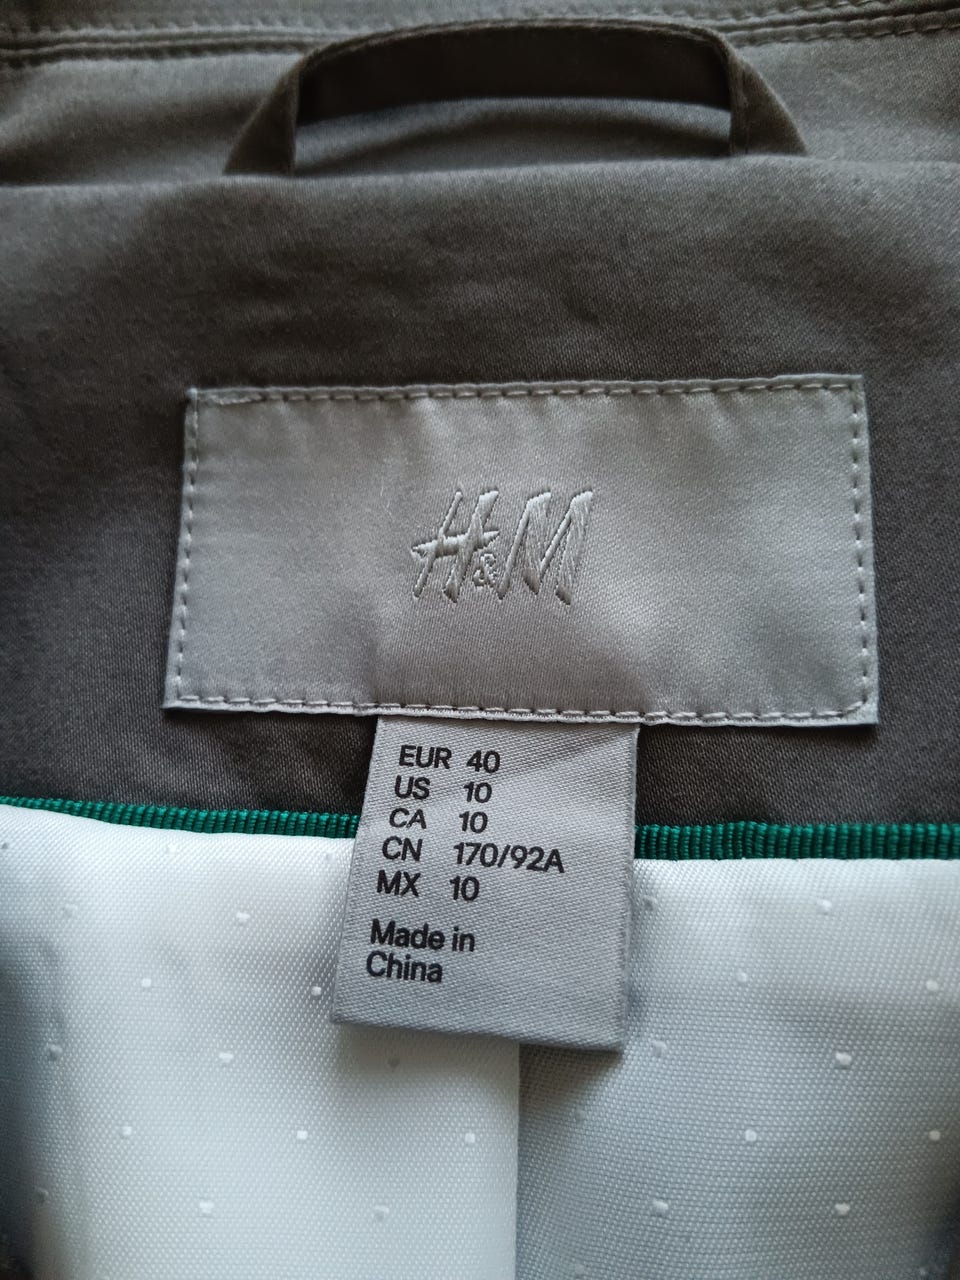 H&M
EUR 40
US 10
CA 10
CN 170/92A
MX 10
Made in
China